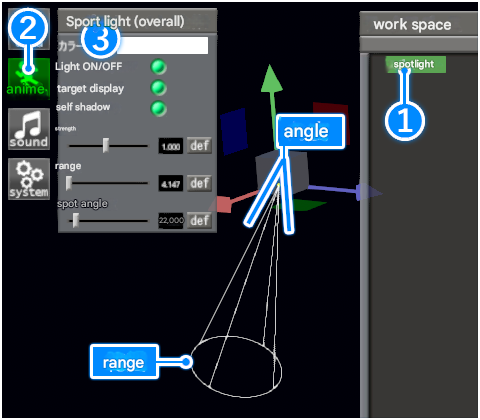 2
Sport light (overall)
カラー
3
Light ON/OFF
target display
self shadow
strength
1.000 def
range
4.147 def
spot angle
22,000 def
anime
sound
system
work space
spotlight
1
angle
range